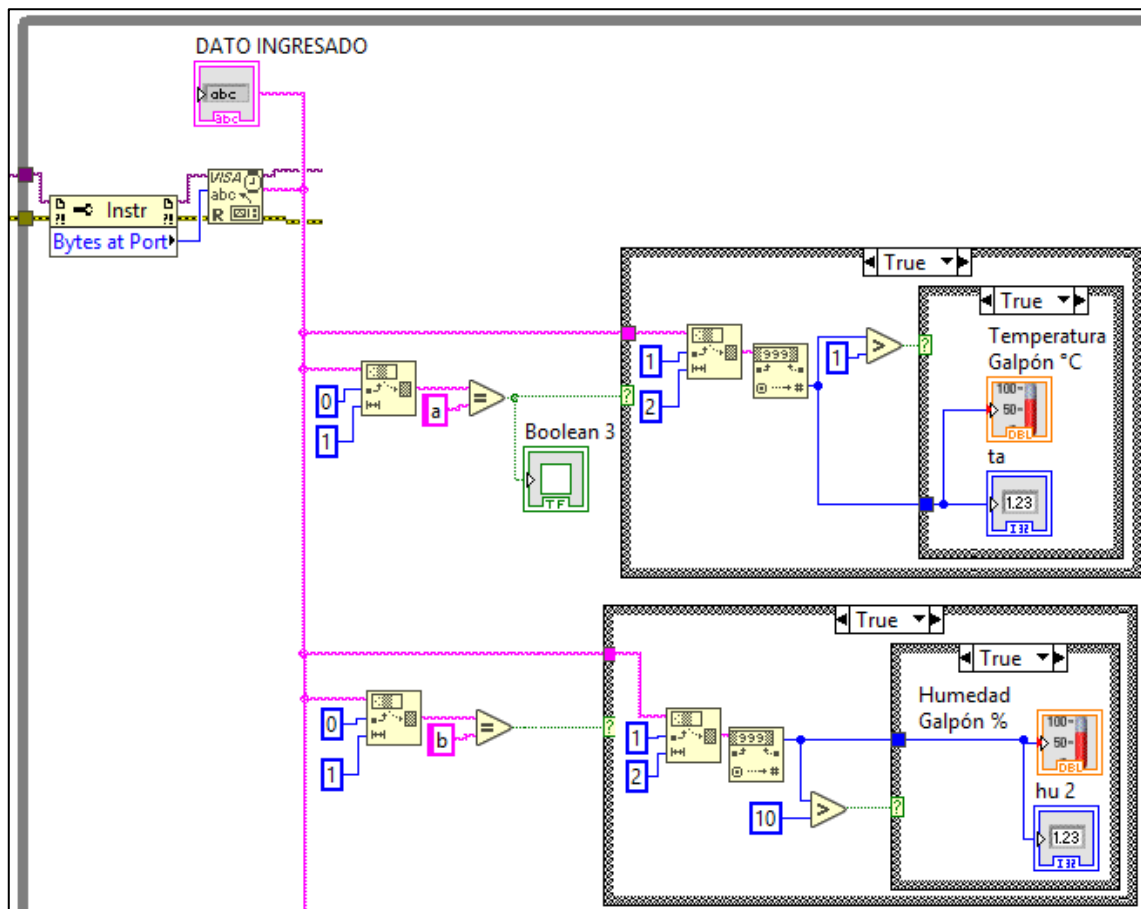 DATO INGRESADO
abc
abc
VISA
abc
R
Instr
Bytes at Port
True
True
Temperatura
Galpón °C
1
999
1
2
100
50
DBL
0
a
=
>
1
Boolean 3
TF
ta
1.23
I32
True
True
Humedad
Galpón %
0
b
=
1
1
999
2
100
50
DBL
10
>
hu 2
1.23
I32